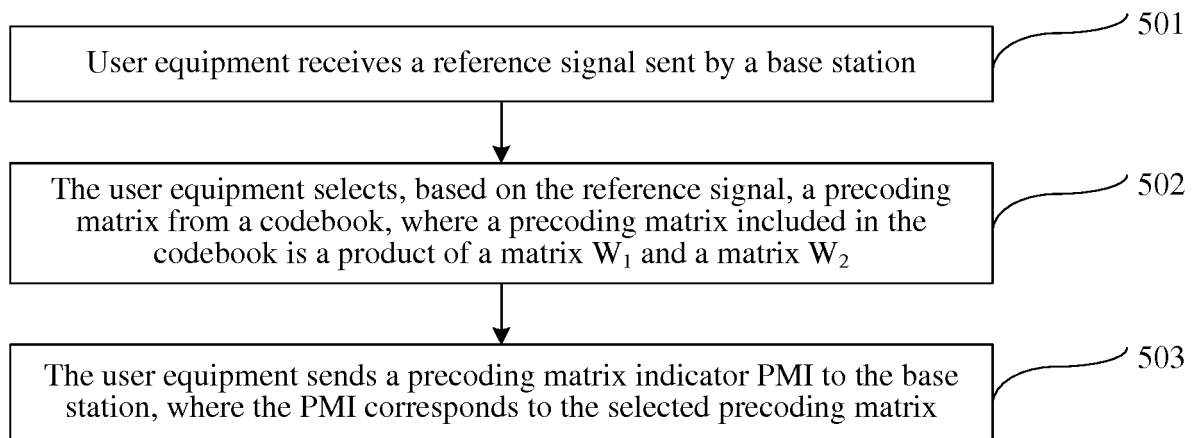 501
User equipment receives a reference signal sent by a base station
502
The user equipment selects, based on the reference signal, a precoding
matrix from a codebook, where a precoding matrix included in the
codebook is a product of a matrix W₁ and a matrix W₂
503
The user equipment sends a precoding matrix indicator PMI to the base
station, where the PMI corresponds to the selected precoding matrix